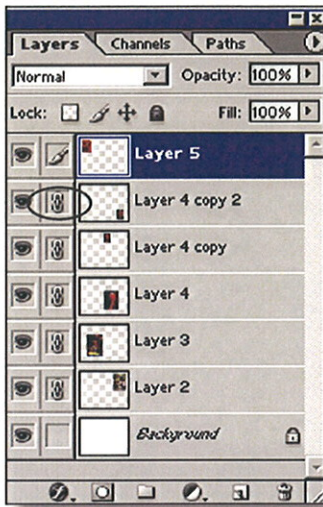 Layers Channels Paths
Normal Opacity: 100%
Lock: Fill: 100%
Layer 5
Layer 4 copy 2
Layer 4 copy
Layer 4
Layer 3
Layer 2
Background